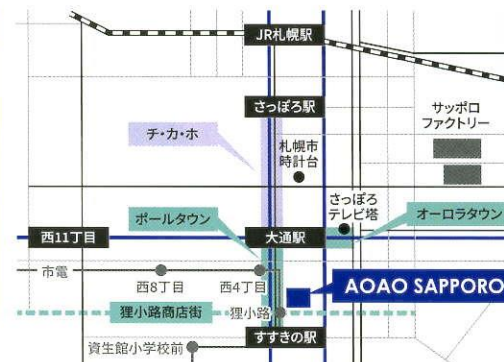 JR札幌駅
さっぽろ駅
サッポロ
ファクトリー
チ・カ・ホ
札幌市
時計台
さっぽろ
テレビ塔
ポールタウン
オーロラタウン
西11丁目
大通駅
市電
西8丁目
西4丁目
AOAO SAPPORO
狸小路商店街
狸小路
すすきの駅
資生館小学校前